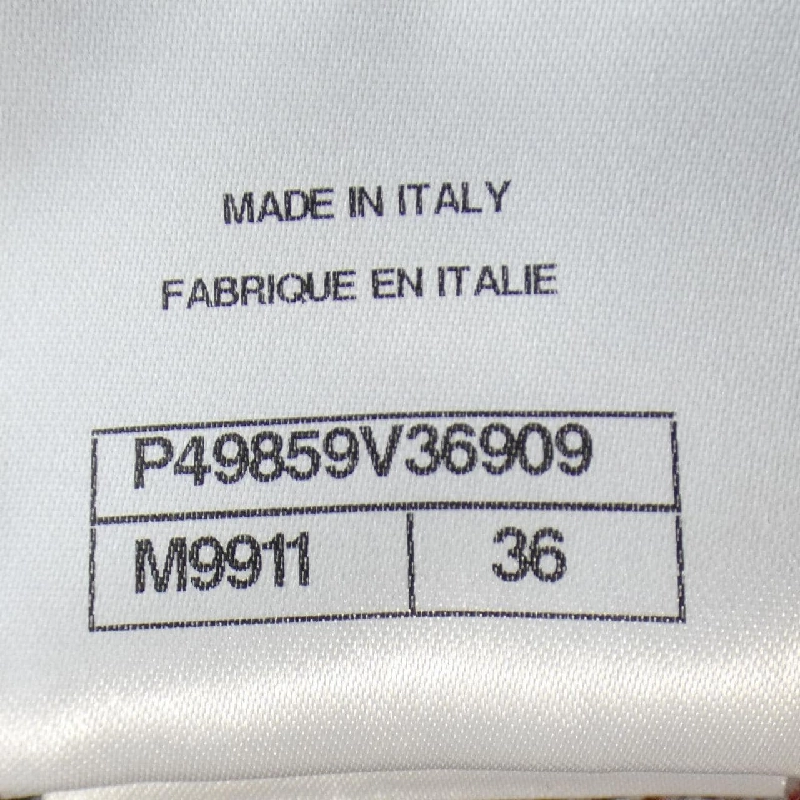 MADE IN ITALY
FABRIQUE EN ITALIE
P49859V36909
M9911 36